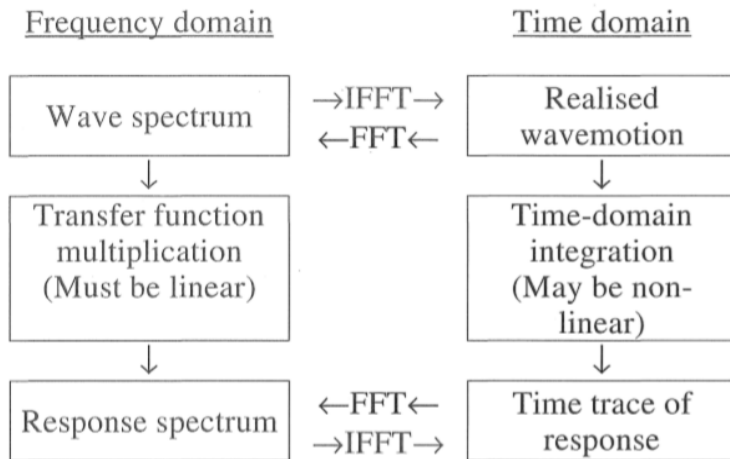 Frequency domain
Time domain
Wave spectrum
→IFFT→
←FFT←
Realised
wavemotion
↓
↓
Transfer function
multiplication
(Must be linear)
Time-domain
integration
(May be non-
linear)
↓
↓
Response spectrum
←FFT←
→IFFT→
Time trace of
response